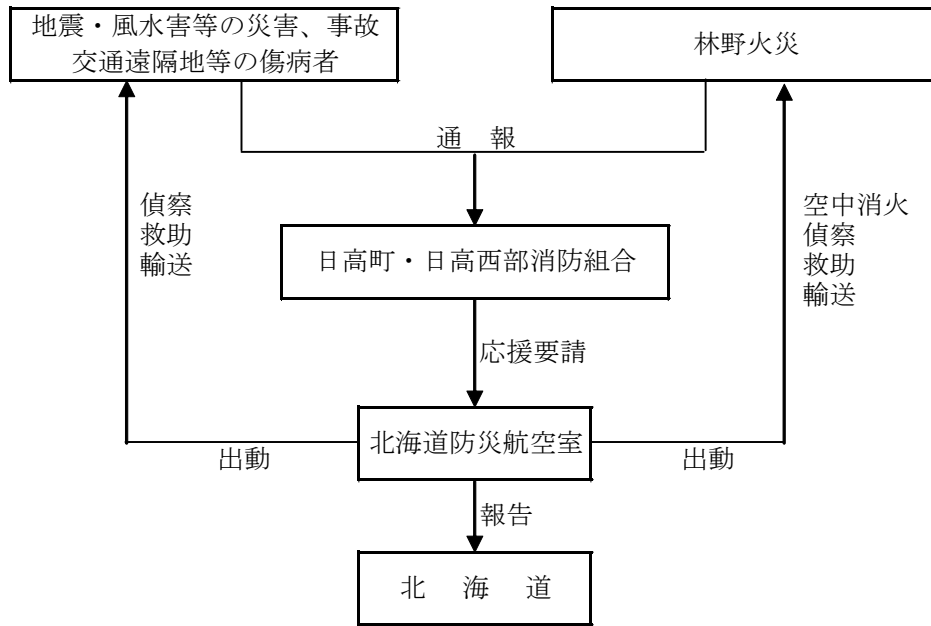 地震・風水害等の災害、事故
交通遠隔地等の傷病者
林野火災
通　報
偵察
救助
輸送
空中消火
偵察
救助
輸送
日高町・日高西部消防組合
応援要請
北海道防災航空室
出動
出動
報告
北　海　道